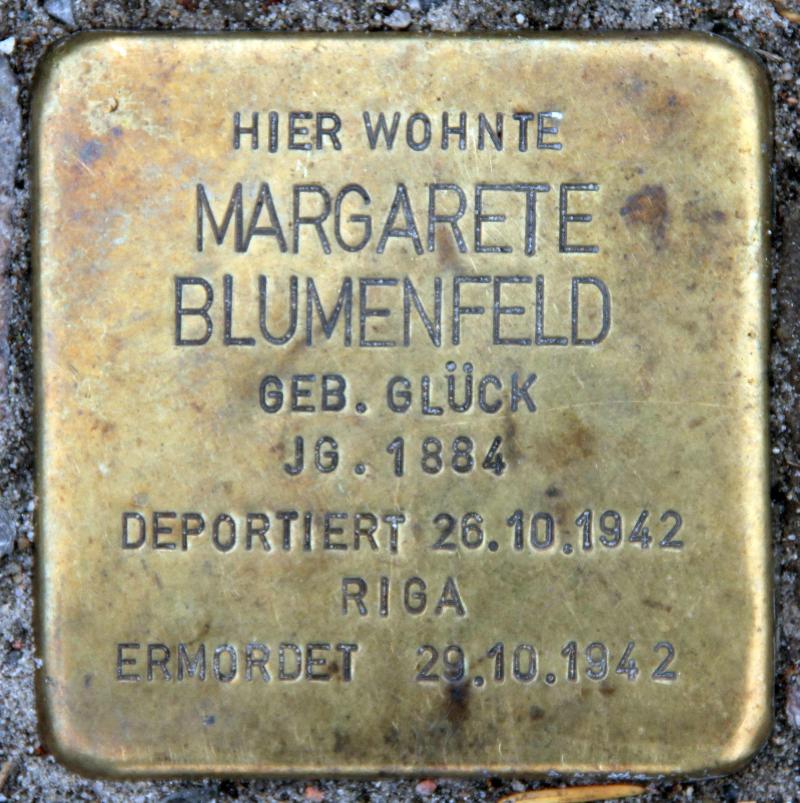 HIER WOHNTE
MARGARETE
BLUMENFELD
GEB. GLÜCK
JG. 1884
DEPORTIERT 26.10.1942
RIGA
ERMORDET 29.10.1942